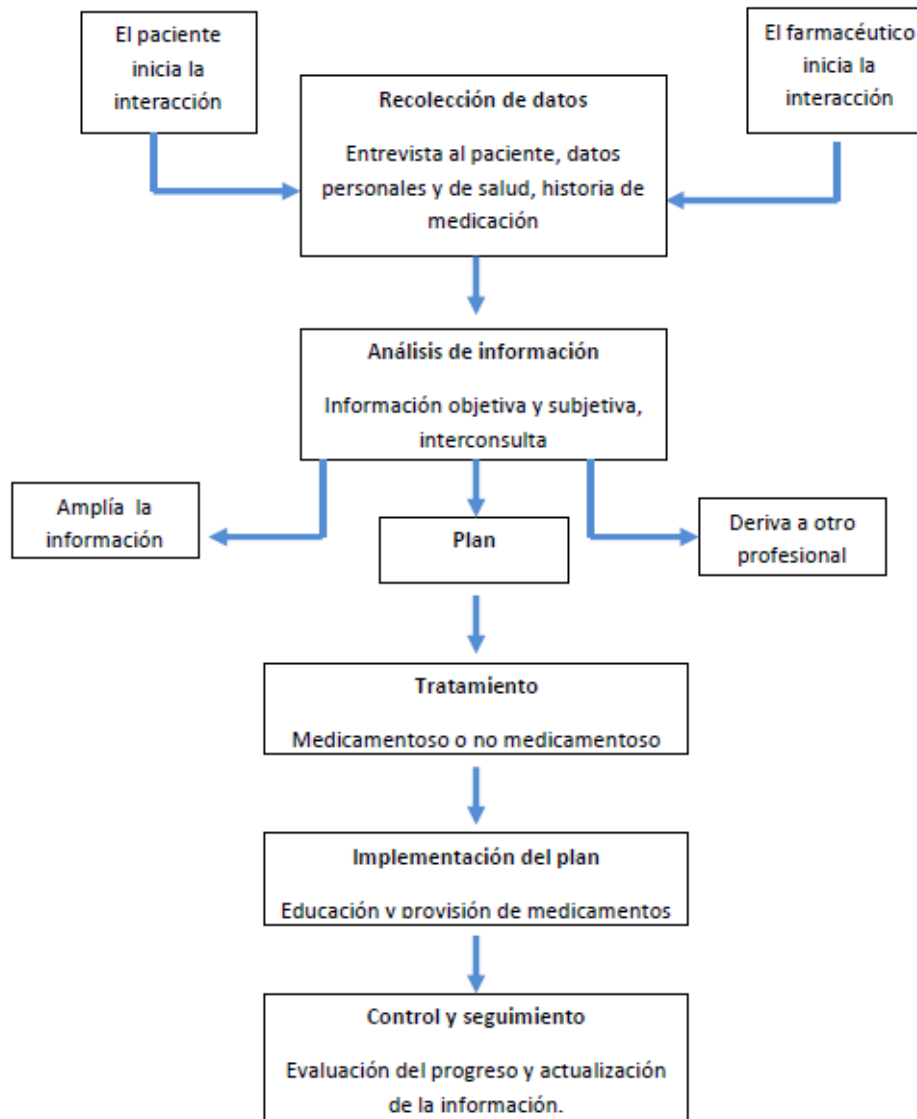 El paciente
inicia la
interacción
El farmacéutico
inicia la
interacción
Recolección de datos
Entrevista al paciente, datos
personales y de salud, historia de
medicación
Análisis de información
Información objetiva y subjetiva,
interconsulta
Amplía la
información
Plan
Deriva a otro
profesional
Tratamiento
Medicamentoso o no medicamentoso
Implementación del plan
Educación y provisión de medicamentos
Control y seguimiento
Evaluación del progreso y actualización
de la información.